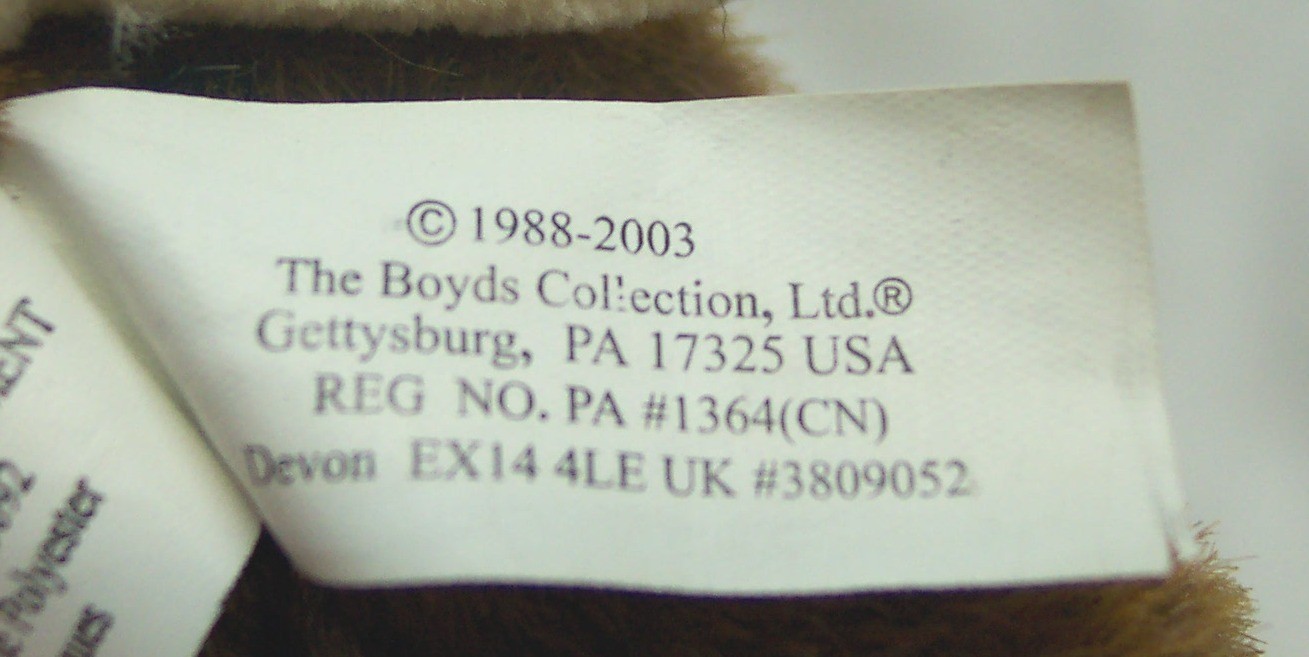 © 1988-2003
The Boyds Collection, Ltd.®
Gettysburg, PA 17325 USA
REG NO. PA #1364(CN)
Devon EX14 4LE UK #3809052
Polyester